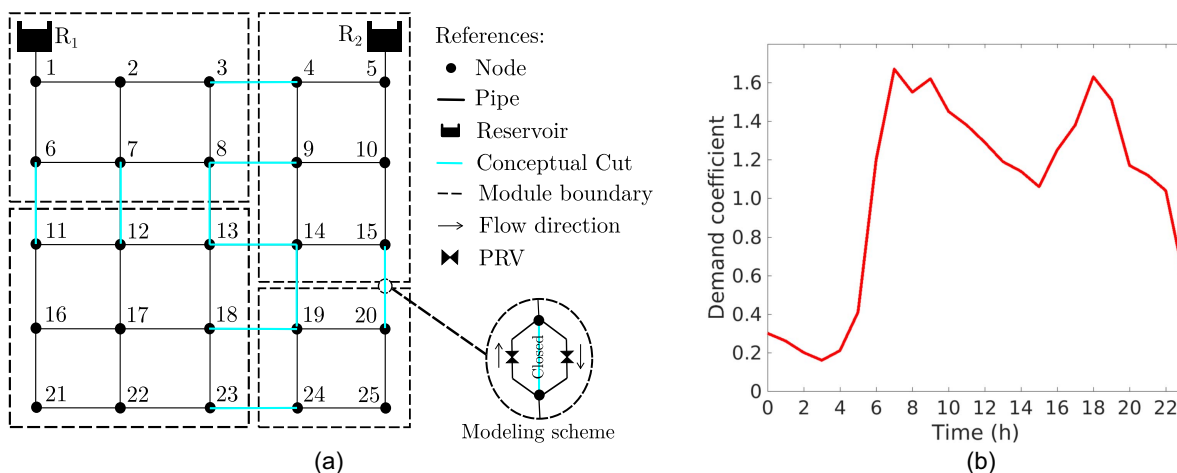 R₁
R₂
1 2 3 4 5
6 7 8 9 10
11 12 13 14 15
16 17 18 19 20
21 22 23 24 25
References:
Node
Pipe
Reservoir
Conceptual Cut
Module boundary
Flow direction
PRV
Closed
Modeling scheme
(a)
Demand coefficient
1.6
1.4
1.2
1.0
0.8
0.6
0.4
0.2
0
0 2 4 6 8 10 12 14 16 18 20 22
Time (h)
(b)